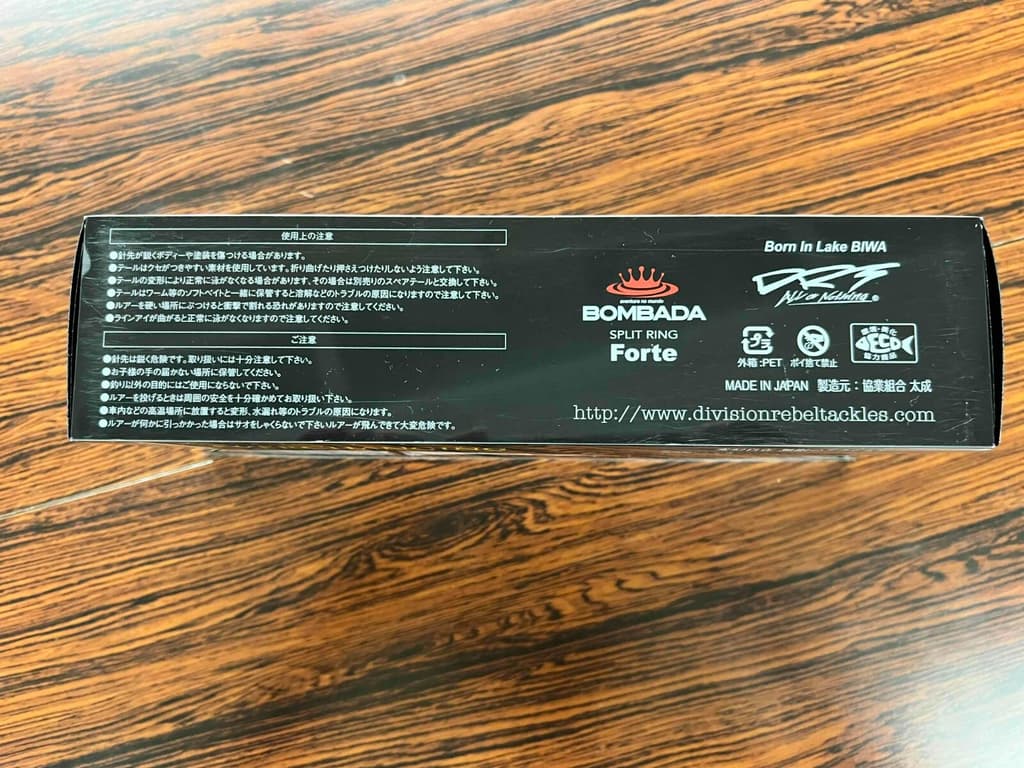 使用上の注意
●針先が鋭くボディーや塗装を傷つける場合があります。
●テールはクセがつきやすい素材を使用しています。折り曲げたり押さえつけたりしないよう注意して下さい。
●テールの変形により正常に泳がなくなる場合があります、その場合は別売りのスペアテールと交換して下さい。
●テールはワーム等のソフトベイトと一緒に保管すると溶解などのトラブルの原因になりますので注意して下さい。
●ルアーを硬い場所にぶつけると衝撃で割れる恐れがありますので注意してください。
●ラインアイが曲がると正常に泳がなくなりますので注意してください。
ご注意
●針先は鋭く危険です。取り扱いには十分注意して下さい。
●お子様の手の届かない場所に保管してください。
●釣り以外の目的にはご使用にならないで下さい。
●ルアーを投げるときは周囲の安全を十分確かめてお取り扱い下さい。
●車内などの高温場所に放置すると変形、水漏れ等のトラブルの原因になります。
●ルアーが何かに引っかかった場合はサオをしゃくらないで下さいルアーが飛んできて大変危険です。
aventura no mundo
BOMBADA
SPLIT RING
Forte
Born In Lake BIWA
DRT
ALL or Nothing ®
プラ
外箱:PET
ポイ捨て禁止
環境・美化
ECO
協力商品
MADE IN JAPAN 製造元:協業組合 太成
http://www.divisionrebeltackles.com